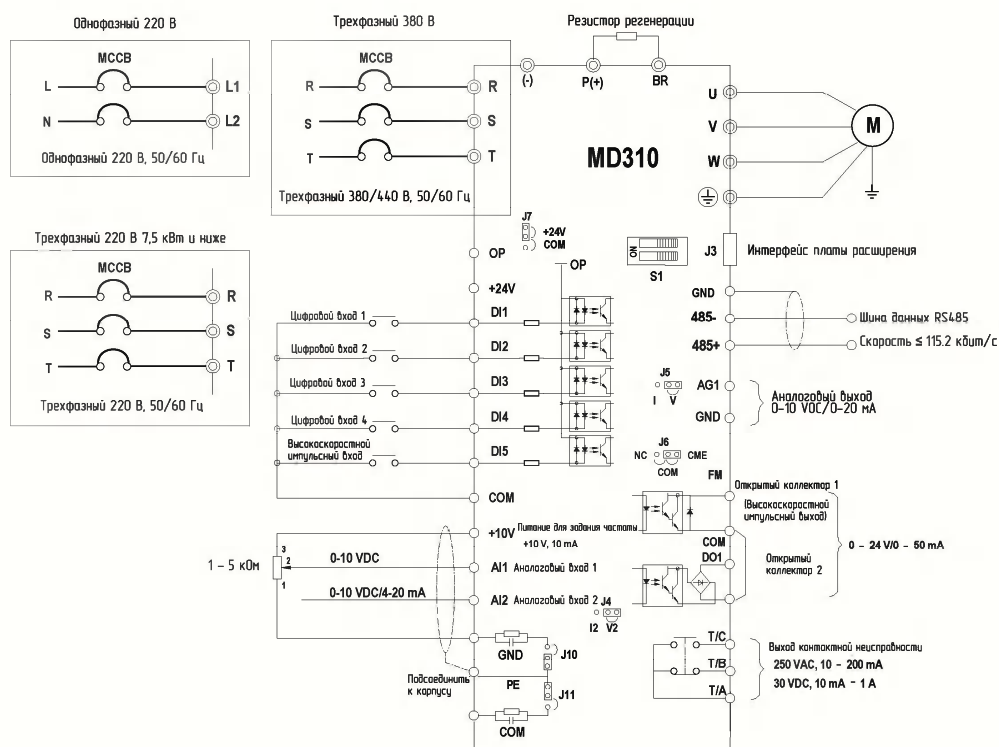 Однофазный 220 В
МССВ
L
L1
N
L2
Однофазный 220 В, 50/60 Гц
Трехфазный 380 В
МССВ
R
R
S
S
T
T
Трехфазный 380/440 В, 50/60 Гц
Трехфазный 220 В 7,5 кВт и ниже
МССВ
R
R
S
S
T
T
Трехфазный 220 В, 50/60 Гц
Резистор регенерации
(-)
P(+)
BR
MD310
U
V
W
M
J7
+24V
COM
OP
OP
+24V
ON
S1
J3
Интерфейс платы расширения
Цифровой вход 1
DI1
Цифровой вход 2
DI2
Цифровой вход 3
DI3
Цифровой вход 4
DI4
Высокоскоростной
импульсный вход
DI5
COM
GND
485-
Шина данных RS485
485+
Скорость ≤ 115.2 кбит/с
J5
I
V
AG1
GND
Аналоговый выход
0-10 VDC/0-20 mA
J6
NC
CME
COM
FM
Открытый коллектор 1
(Высокоскоростной
импульсный выход)
COM
DO1
Открытый
коллектор 2
0 – 24 V/0 – 50 mA
+10V
Питание для задания частоты
+10 V, 10 mA
1 – 5 кОм
3
2
1
0-10 VDC
AI1
Аналоговый вход 1
0-10 VDC/4-20 mA
AI2
Аналоговый вход 2
J4
I2
V2
GND
J10
PE
J11
COM
Подсоединить
к корпусу
T/C
T/B
T/A
Выход контактной неисправности
250 VAC, 10 – 200 mA
30 VDC, 10 mA – 1 A